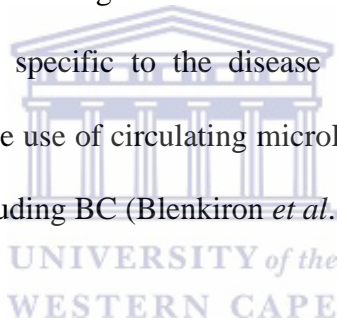 specific to the disease
e use of circulating microl
uding BC (Blenkiron et al.
UNIVERSITY of the
WESTERN CAPE